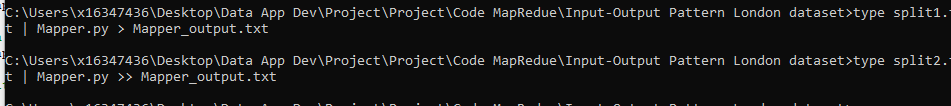 C:\Users\x16347436\Desktop\Data App Dev\Project\Project\Code MapRedue\Input-Output Pattern London dataset>type split1.
t | Mapper.py > Mapper_output.txt
C:\Users\x16347436\Desktop\Data App Dev\Project\Project\Code MapRedue\Input-Output Pattern London dataset>type split2.
t | Mapper.py >> Mapper_output.txt